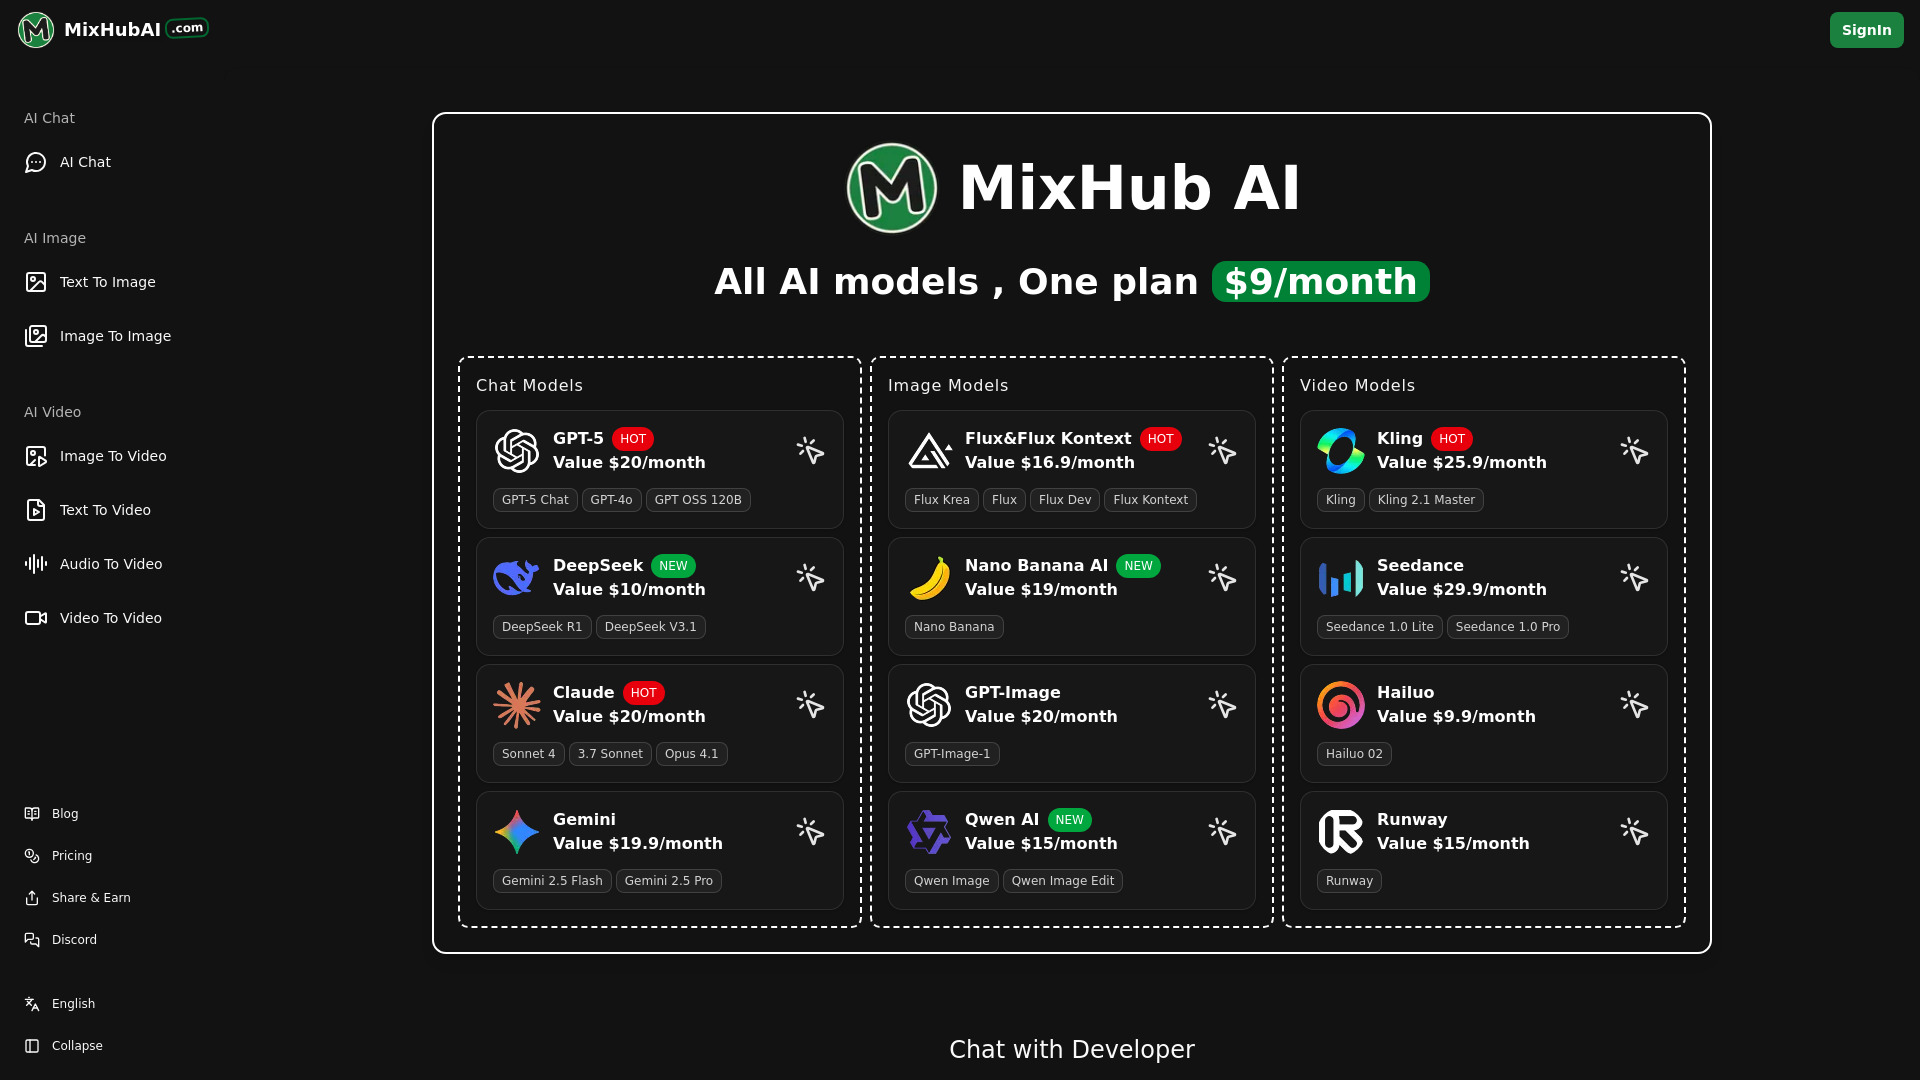 MixHubAI .com
SignIn
AI Chat
AI Chat
AI Image
Text To Image
Image To Image
AI Video
Image To Video
Text To Video
Audio To Video
Video To Video
Blog
Pricing
Share & Earn
Discord
English
Collapse
MixHub AI
All AI models , One plan $9/month
Chat Models
GPT-5 HOT
Value $20/month
GPT-5 Chat GPT-4o GPT OSS 120B
DeepSeek NEW
Value $10/month
DeepSeek R1 DeepSeek V3.1
Claude HOT
Value $20/month
Sonnet 4 3.7 Sonnet Opus 4.1
Gemini
Value $19.9/month
Gemini 2.5 Flash Gemini 2.5 Pro
Image Models
Flux&Flux Kontext HOT
Value $16.9/month
Flux Krea Flux Flux Dev Flux Kontext
Nano Banana AI NEW
Value $19/month
Nano Banana
GPT-Image
Value $20/month
GPT-Image-1
Qwen AI NEW
Value $15/month
Qwen Image Qwen Image Edit
Video Models
Kling HOT
Value $25.9/month
Kling Kling 2.1 Master
Seedance
Value $29.9/month
Seedance 1.0 Lite Seedance 1.0 Pro
Hailuo
Value $9.9/month
Hailuo 02
Runway
Value $15/month
Runway
Chat with Developer